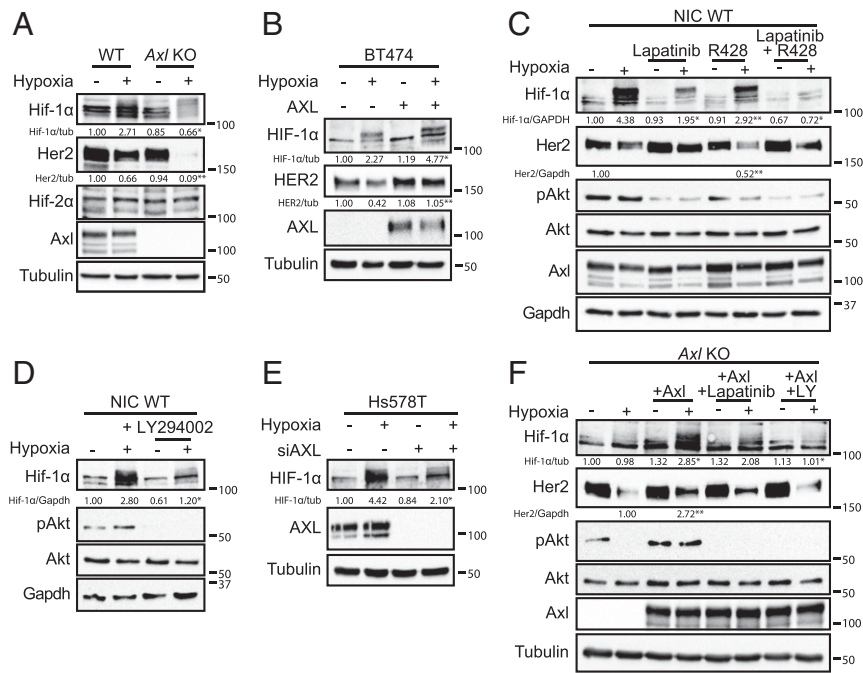 A
WT Axl KO
Hypoxia - + - +
Hif-1α
100
Hif-1α/tub 1.00 2.71 0.85 0.66*
Her2
150
Her2/tub 1.00 0.66 0.94 0.09**
Hif-2α
100
Axl
100
Tubulin
50
B
BT474
Hypoxia - + - +
AXL - - + +
HIF-1α
100
HIF-1α/tub 1.00 2.27 1.19 4.77*
HER2
150
HER2/tub 1.00 0.42 1.08 1.05**
AXL
100
Tubulin
50
C
NIC WT
Lapatinib R428 Lapatinib
+ R428
Hypoxia - + - + - + - +
Hif-1α
100
Hif-1α/GAPDH 1.00 4.38 0.93 1.95* 0.91 2.92** 0.67 0.72*
Her2
150
Her2/Gapdh 1.00 0.52**
pAkt
50
Akt
50
Axl
100
37
Gapdh
D
NIC WT
+ LY294002
Hypoxia - - +
Hif-1α
100
Hif-1α/Gapdh 1.00 2.80 0.61 1.20*
pAkt
50
Akt
50
37
Gapdh
E
Hs578T
Hypoxia - + - +
siAXL - - + +
HIF-1α
100
HIF-1α/tub 1.00 4.42 0.84 2.10*
AXL
100
Tubulin
50
F
Axl KO
+Axl +Axl
+Lapatinib +Axl
+LY
Hypoxia - + - + - + - +
Hif-1α
100
Hif-1α/tub 1.00 0.98 1.32 2.85* 1.32 2.08 1.13 1.01*
Her2
150
Her2/Gapdh 1.00 2.72**
pAkt
50
Akt
50
Axl
100
Tubulin
50